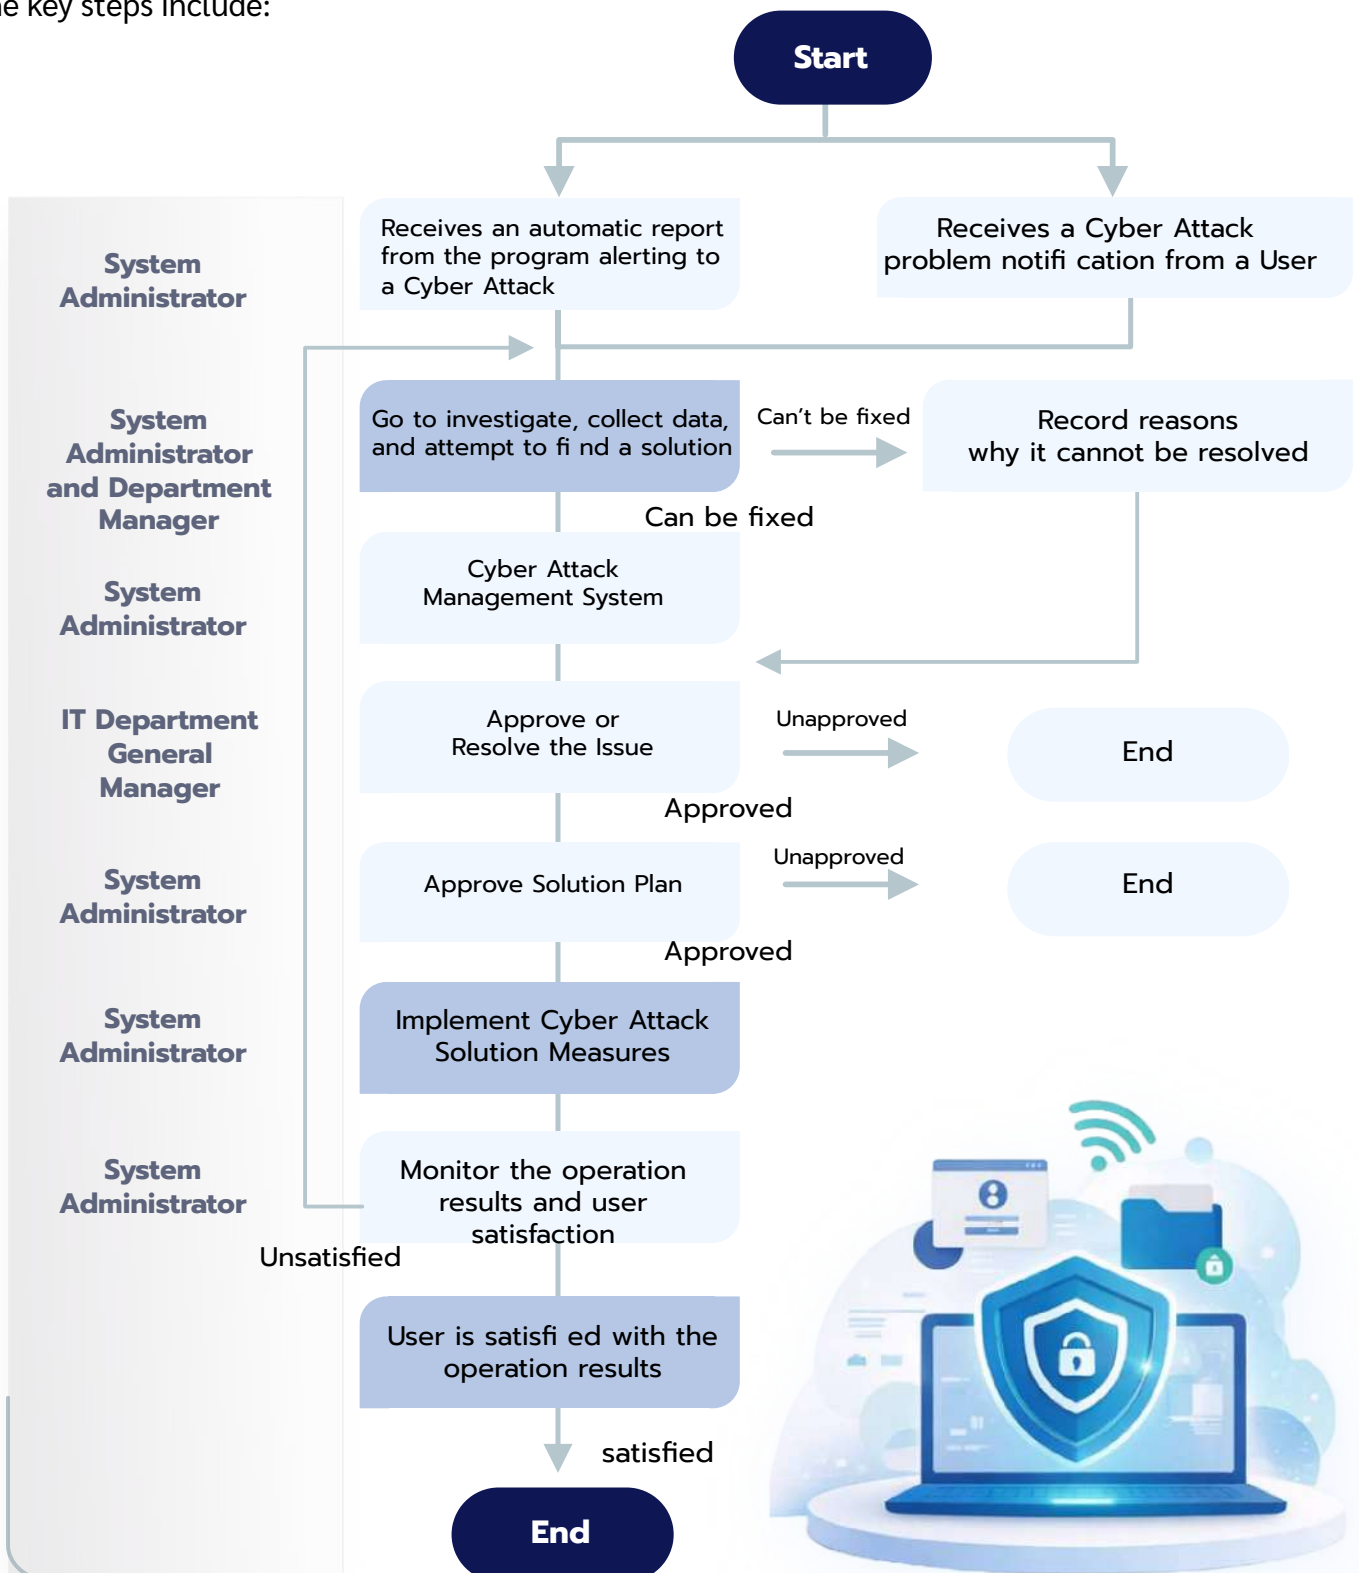 e key steps include:
Start
System
Administrator
Receives an automatic report
from the program alerting to
a Cyber Attack
Receives a Cyber Attack
problem notifi cation from a User
System
Administrator
and Department
Manager
Go to investigate, collect data,
and attempt to fi nd a solution
Can’t be fixed
Record reasons
why it cannot be resolved
Can be fixed
System
Administrator
Cyber Attack
Management System
IT Department
General
Manager
Approve or
Resolve the Issue
Unapproved
End
Approved
System
Administrator
Approve Solution Plan
Unapproved
End
Approved
System
Administrator
Implement Cyber Attack
Solution Measures
System
Administrator
Monitor the operation
results and user
satisfaction
Unsatisfied
User is satisfi ed with the
operation results
satisfied
End